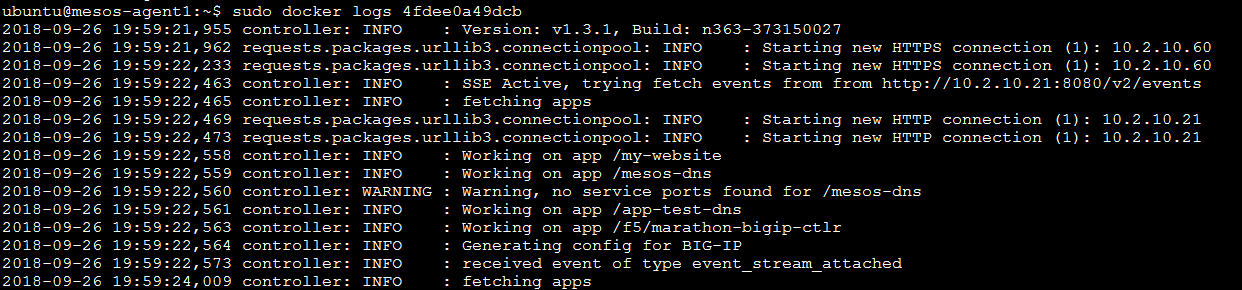 ubuntu@mesos-agent1:~$ sudo docker logs 4fdee0a49dcb
2018-09-26 19:59:21,955 controller: INFO    : Version: v1.3.1, Build: n363-373150027
2018-09-26 19:59:21,962 requests.packages.urllib3.connectionpool: INFO    : Starting new HTTPS connection (1): 10.2.10.60
2018-09-26 19:59:22,233 requests.packages.urllib3.connectionpool: INFO    : Starting new HTTPS connection (1): 10.2.10.60
2018-09-26 19:59:22,463 controller: INFO    : SSE Active, trying fetch events from from http://10.2.10.21:8080/v2/events
2018-09-26 19:59:22,465 controller: INFO    : fetching apps
2018-09-26 19:59:22,469 requests.packages.urllib3.connectionpool: INFO    : Starting new HTTP connection (1): 10.2.10.21
2018-09-26 19:59:22,473 requests.packages.urllib3.connectionpool: INFO    : Starting new HTTP connection (1): 10.2.10.21
2018-09-26 19:59:22,558 controller: INFO    : Working on app /my-website
2018-09-26 19:59:22,559 controller: INFO    : Working on app /mesos-dns
2018-09-26 19:59:22,560 controller: WARNING : Warning, no service ports found for /mesos-dns
2018-09-26 19:59:22,561 controller: INFO    : Working on app /app-test-dns
2018-09-26 19:59:22,563 controller: INFO    : Working on app /f5/marathon-bigip-ctlr
2018-09-26 19:59:22,564 controller: INFO    : Generating config for BIG-IP
2018-09-26 19:59:22,573 controller: INFO    : received event of type event_stream_attached
2018-09-26 19:59:24,009 controller: INFO    : fetching apps